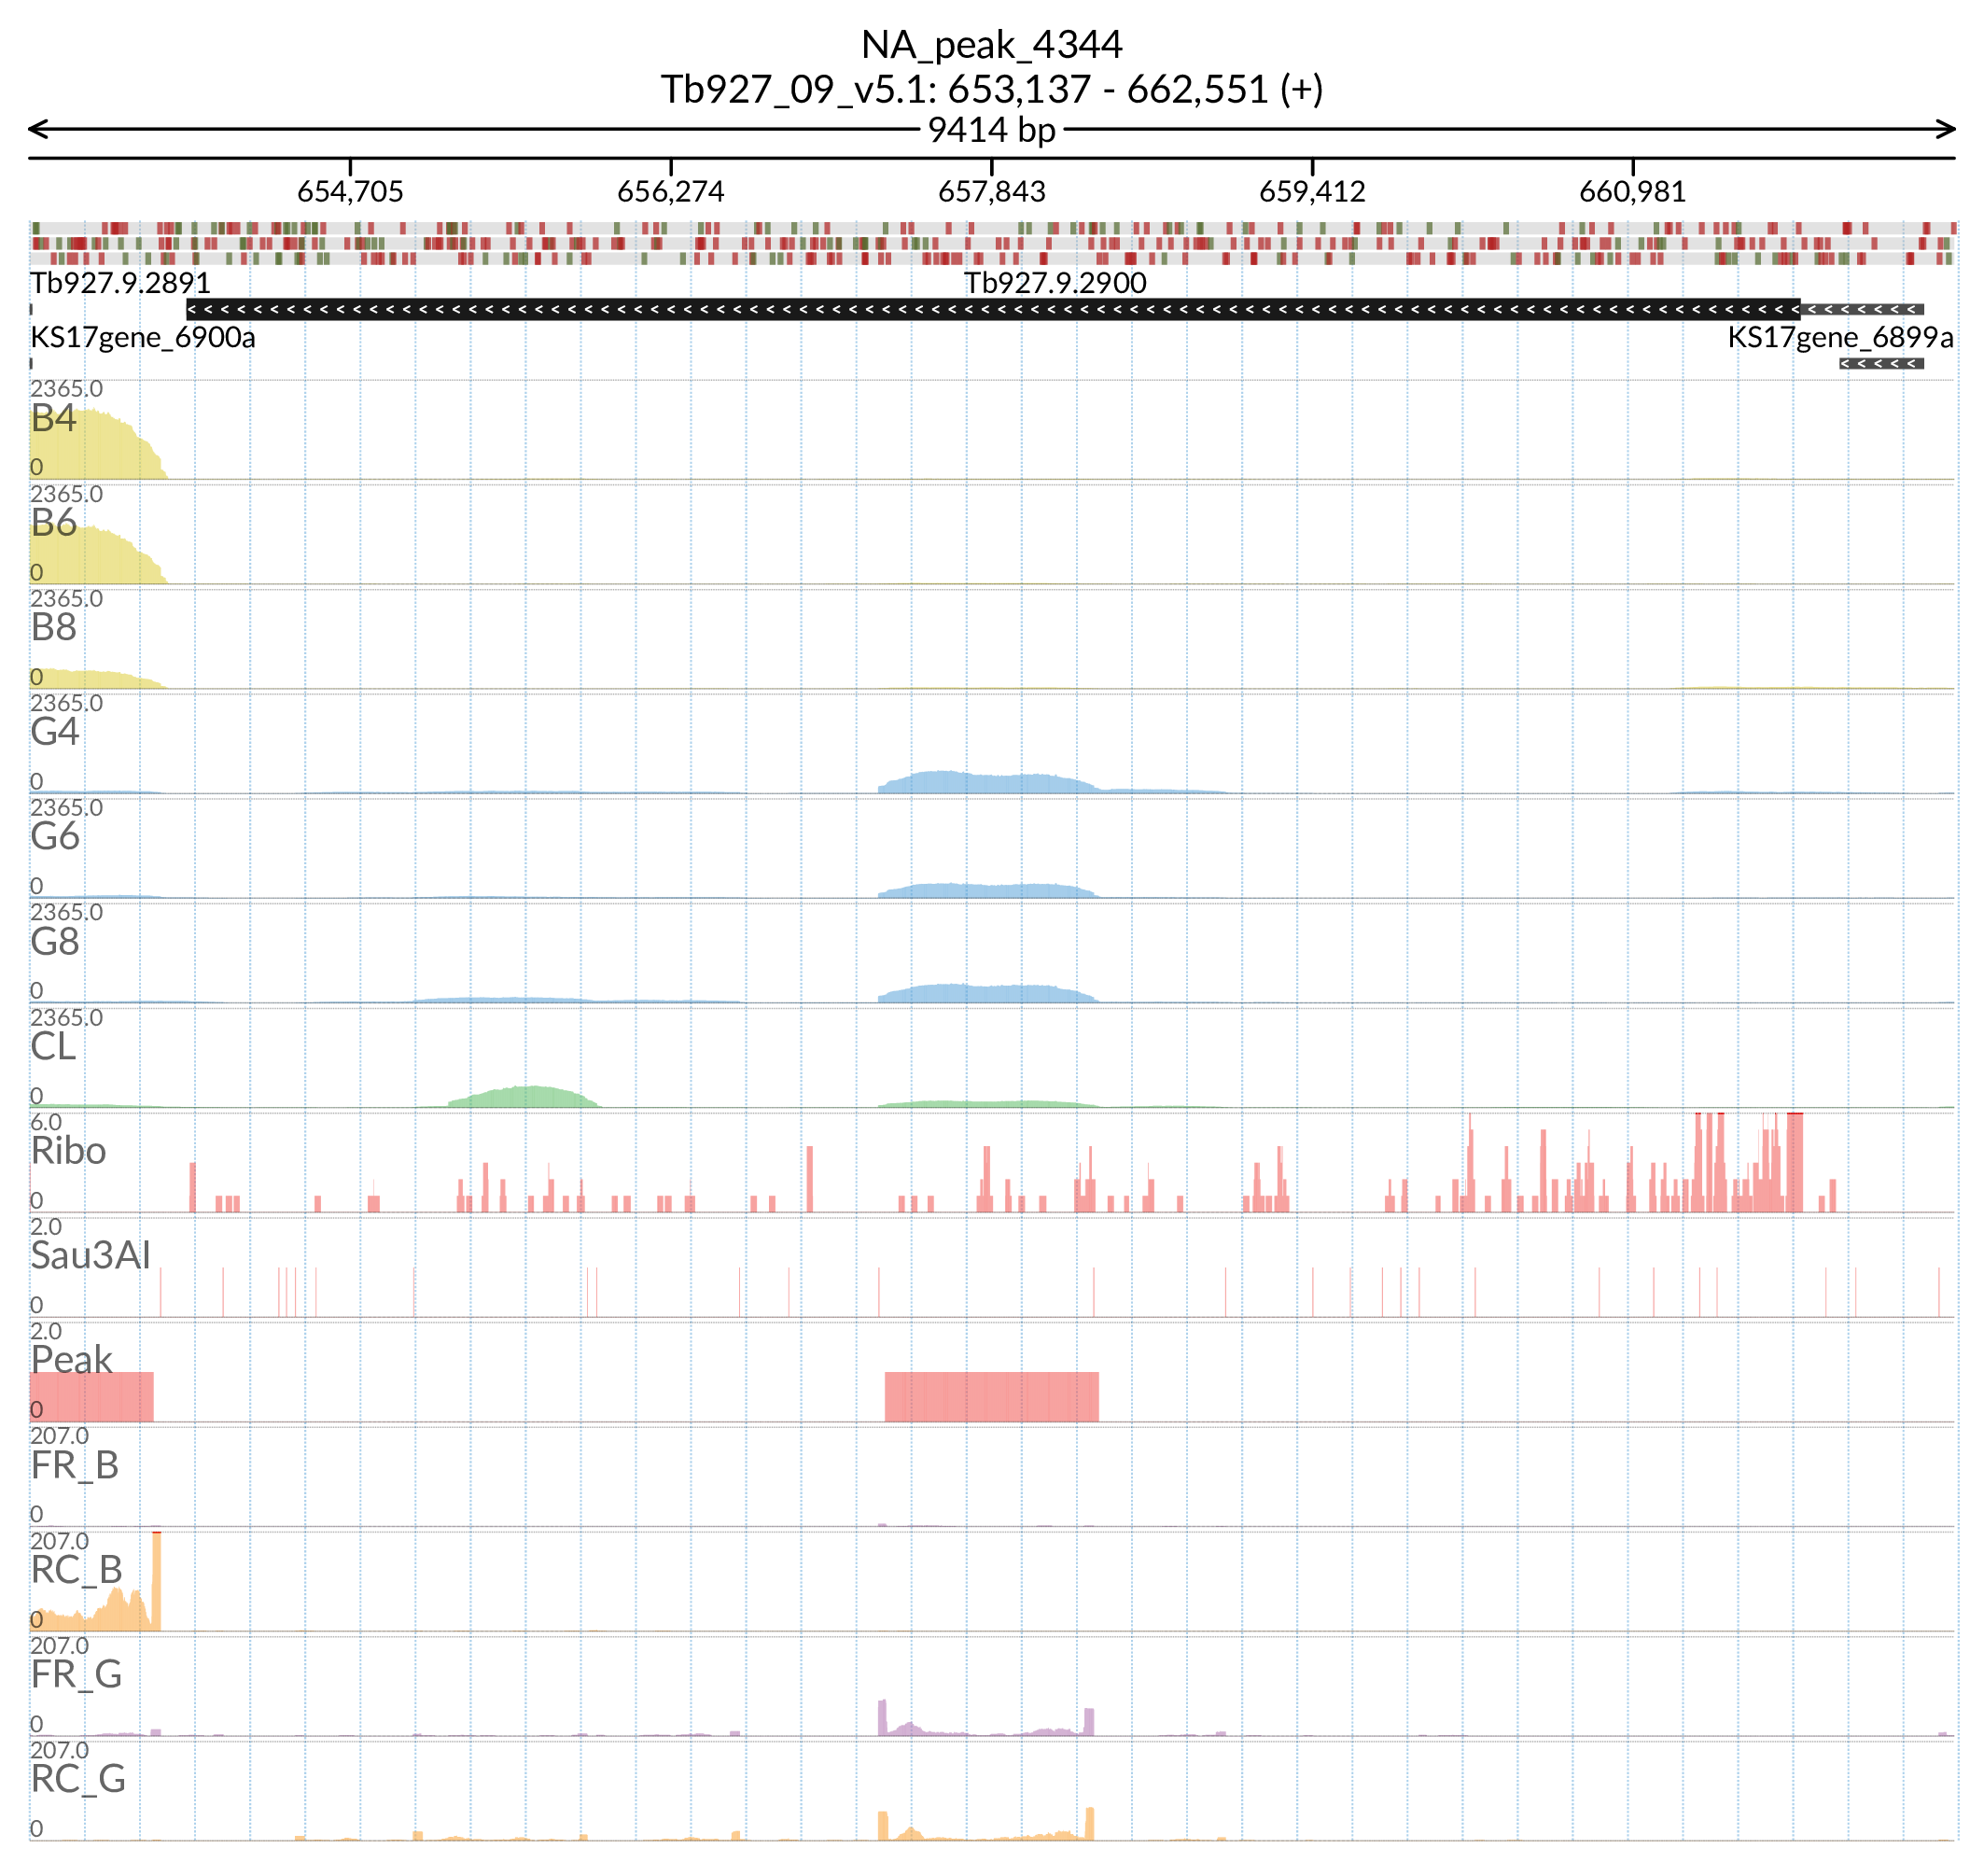 NA_peak_4344
Tb927_09_v5.1: 653,137 - 662,551 (+)
9414 bp
654,705 656,274 657,843 659,412 660,981
Tb927.9.2891 Tb927.9.2900
KS17gene_6900a KS17gene_6899a
2365.0
B4
0
2365.0
B6
0
2365.0
B8
0
2365.0
G4
0
2365.0
G6
0
2365.0
G8
0
2365.0
CL
0
6.0
Ribo
0
2.0
Sau3AI
0
2.0
Peak
0
207.0
FR_B
0
207.0
RC_B
0
207.0
FR_G
0
207.0
RC_G
0